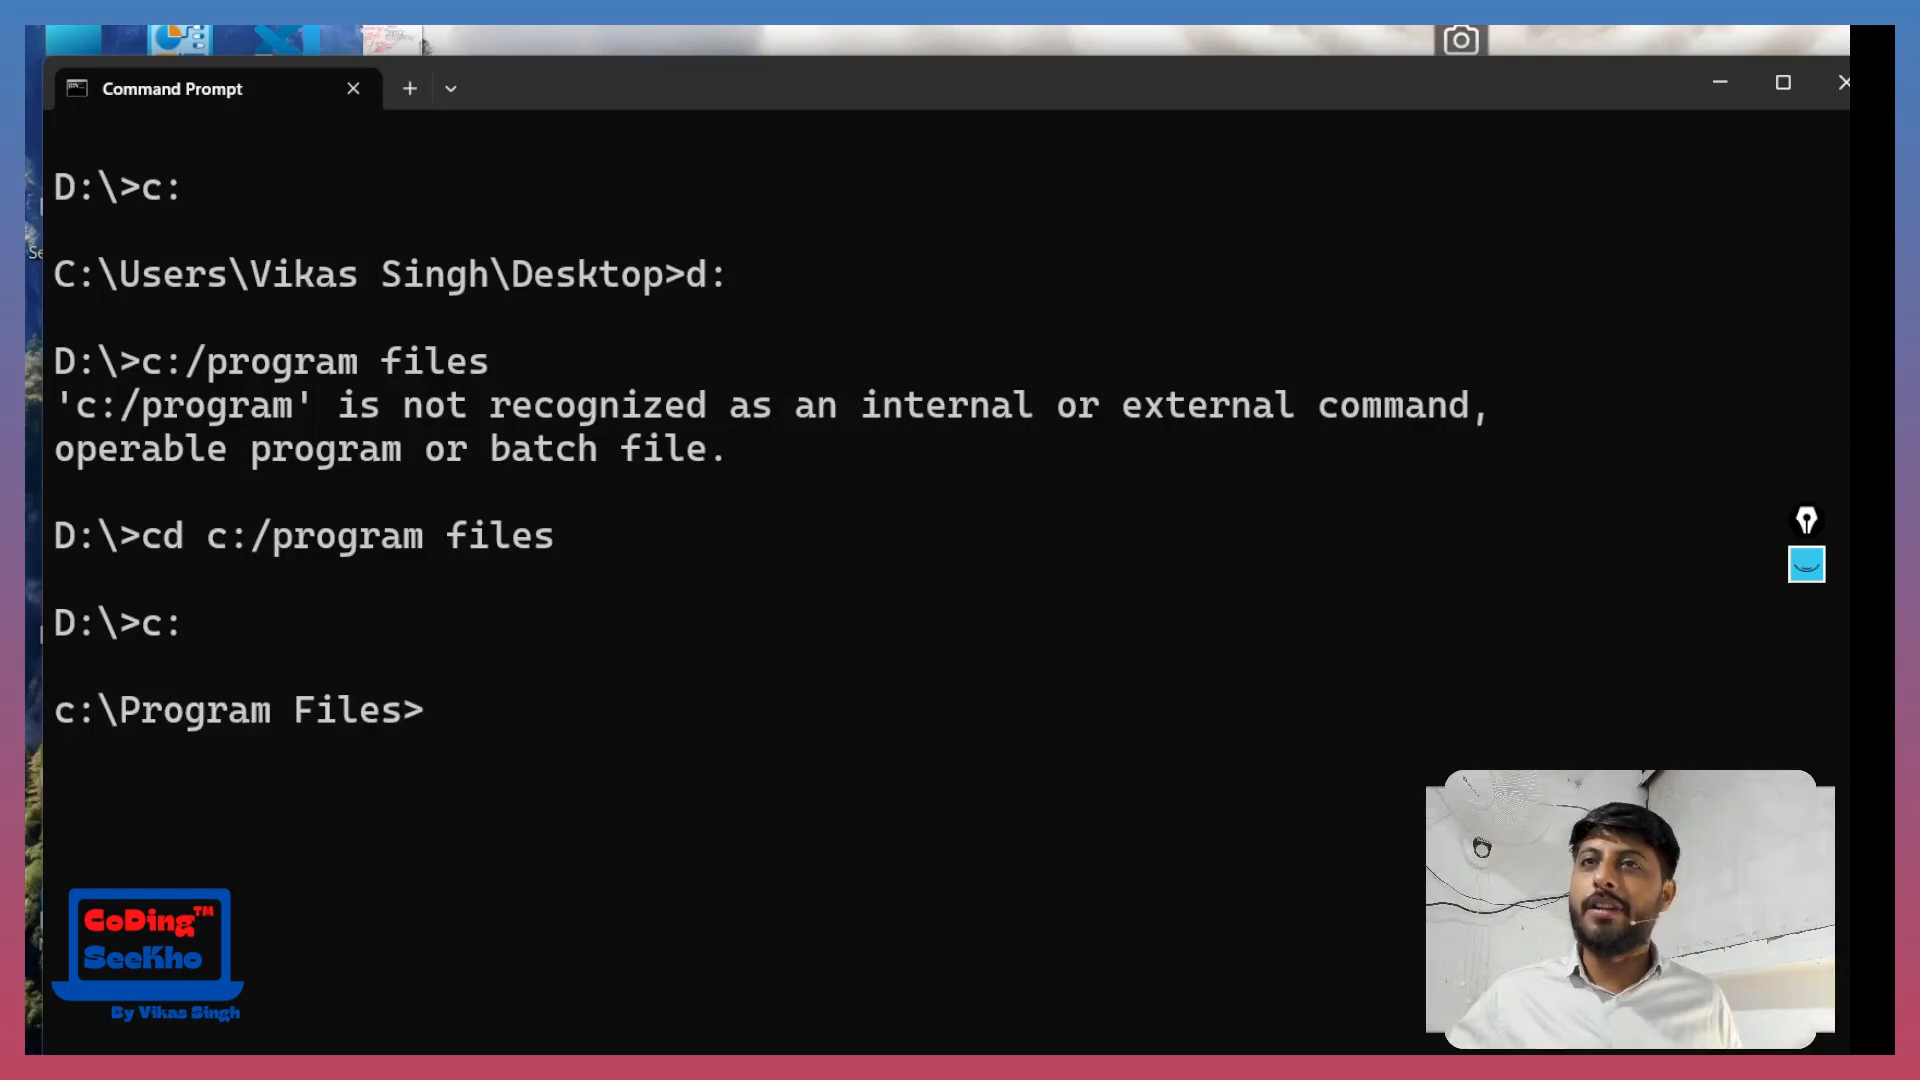 Command Prompt
D:\>c:
C:\Users\Vikas Singh\Desktop>d:
D:\>c:/program files
'c:/program' is not recognized as an internal or external command,
operable program or batch file.
D:\>cd c:/program files
D:\>c:
c:\Program Files>
CoDing™
SeeKho
By Vikas Singh